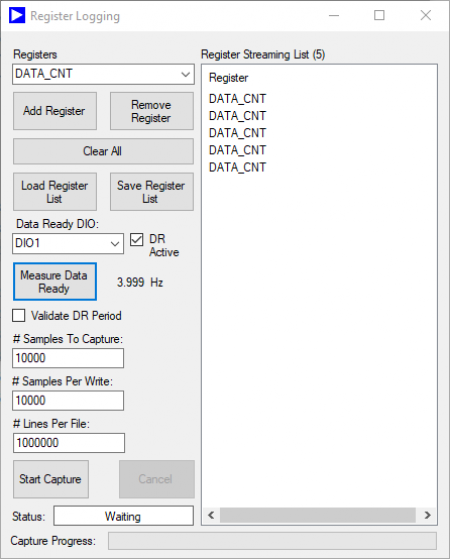 Register Logging
Registers
DATA_CNT
Add Register
Remove
Register
Clear All
Load Register
List
Save Register
List
Data Ready DIO:
DIO1
DR
Active
Measure Data
Ready
3.999 Hz
Validate DR Period
# Samples To Capture:
10000
# Samples Per Write:
10000
# Lines Per File:
1000000
Start Capture
Cancel
Status:
Waiting
Capture Progress:
Register Streaming List (5)
Register
DATA_CNT
DATA_CNT
DATA_CNT
DATA_CNT
DATA_CNT